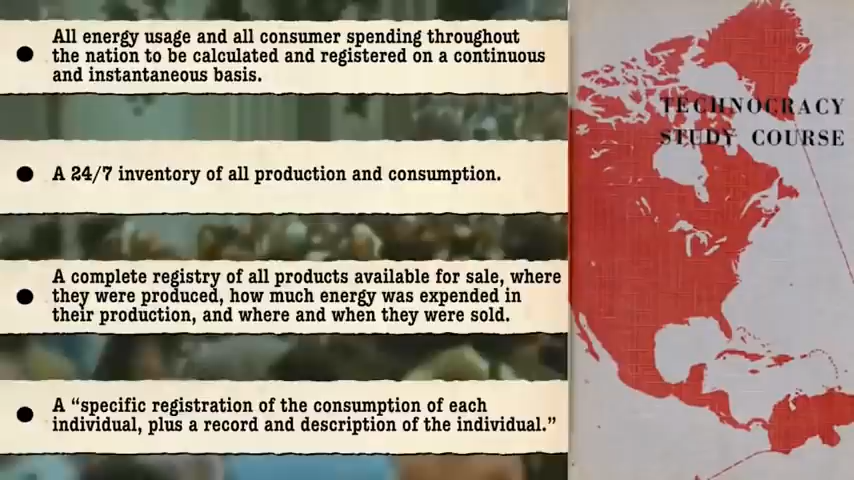 All energy usage and all consumer spending throughout
the nation to be calculated and registered on a continuous
and instantaneous basis.
A 24/7 inventory of all production and consumption.
A complete registry of all products available for sale, where
they were produced, how much energy was expended in
their production, and where and when they were sold.
A “specific registration of the consumption of each
individual, plus a record and description of the individual.”
TECHNOCRACY
STUDY COURSE